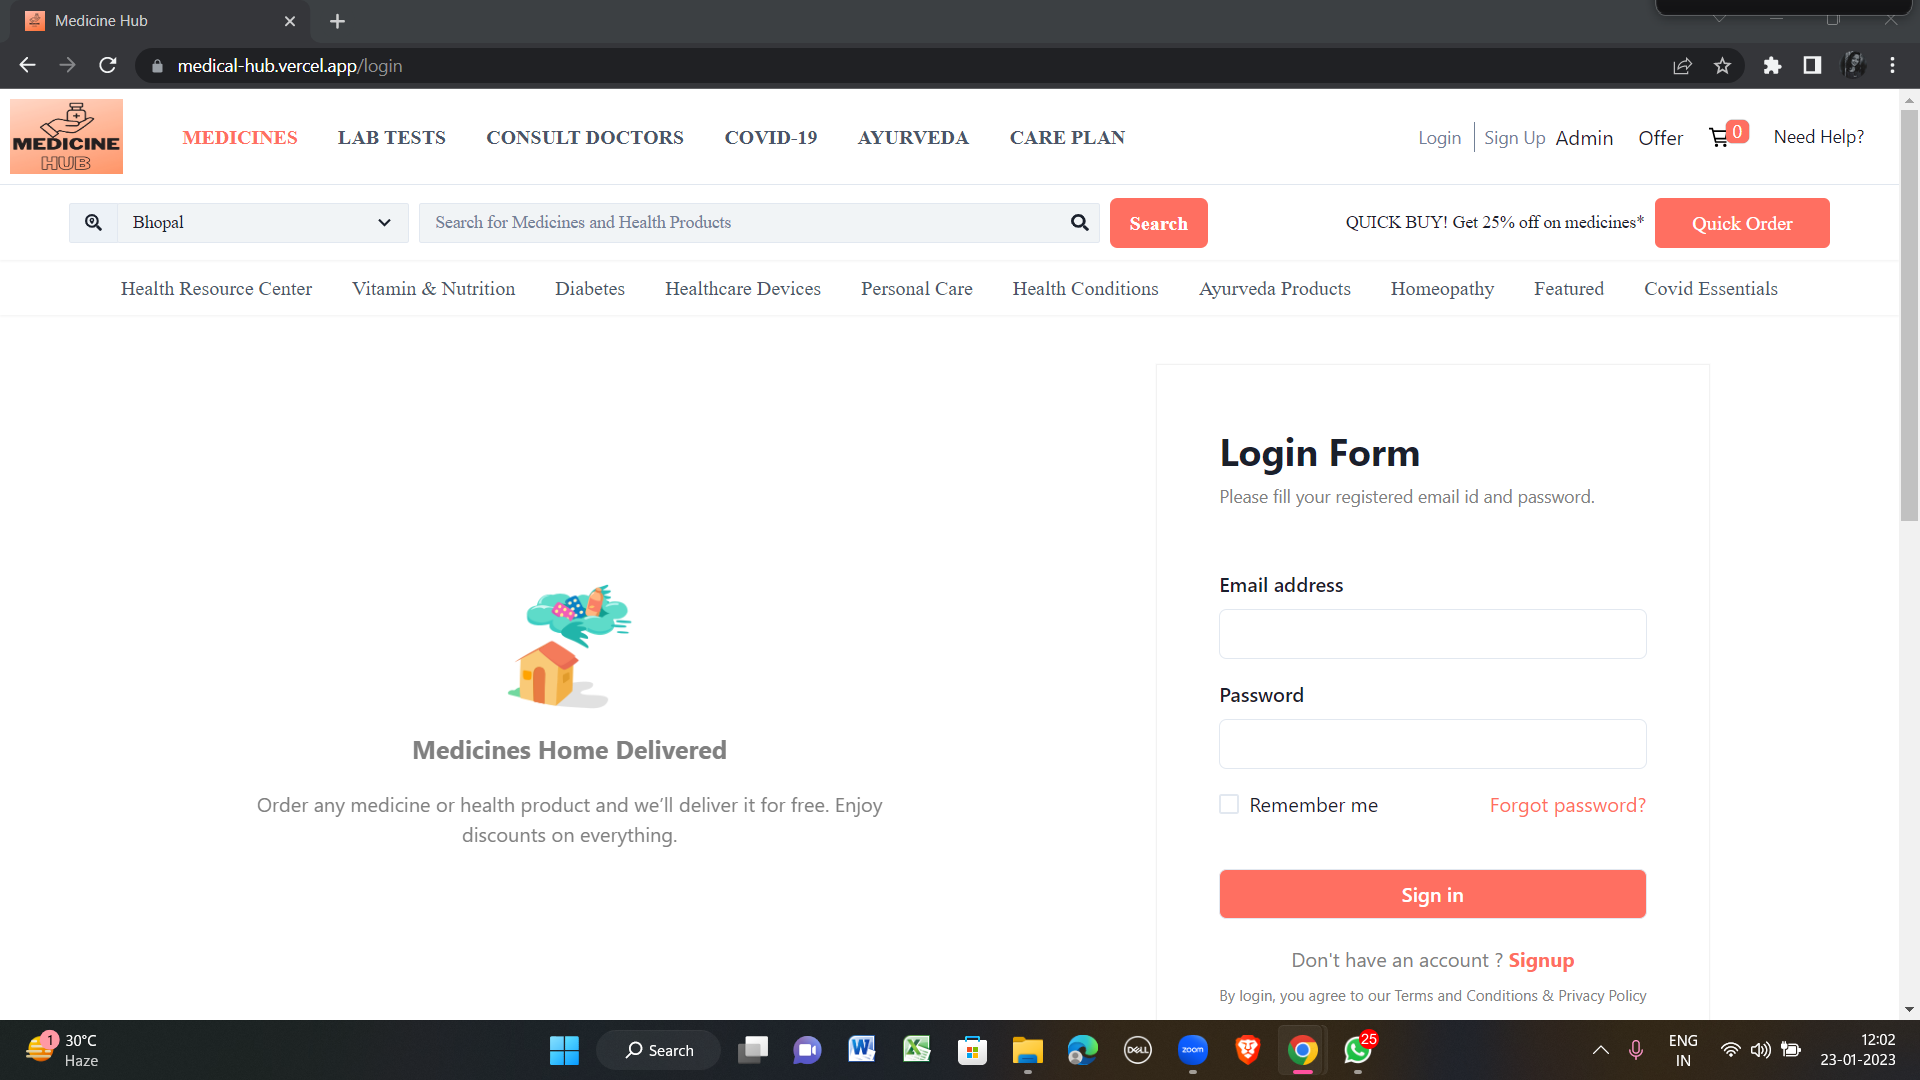 Medicine Hub
medical-hub.vercel.app/login
MEDICINE
HUB
MEDICINES LAB TESTS CONSULT DOCTORS COVID-19 AYURVEDA CARE PLAN
Login Sign Up Admin Offer 0 Need Help?
Bhopal Search for Medicines and Health Products Search QUICK BUY! Get 25% off on medicines* Quick Order
Health Resource Center Vitamin & Nutrition Diabetes Healthcare Devices Personal Care Health Conditions Ayurveda Products Homeopathy Featured Covid Essentials
Medicines Home Delivered
Order any medicine or health product and we’ll deliver it for free. Enjoy
discounts on everything.
Login Form
Please fill your registered email id and password.
Email address
Password
Remember me Forgot password?
Sign in
Don't have an account ? Signup
By login, you agree to our Terms and Conditions & Privacy Policy
1
30°C
Haze
Search
W
X
DELL
zoom
25
ENG
IN
12:02
23-01-2023